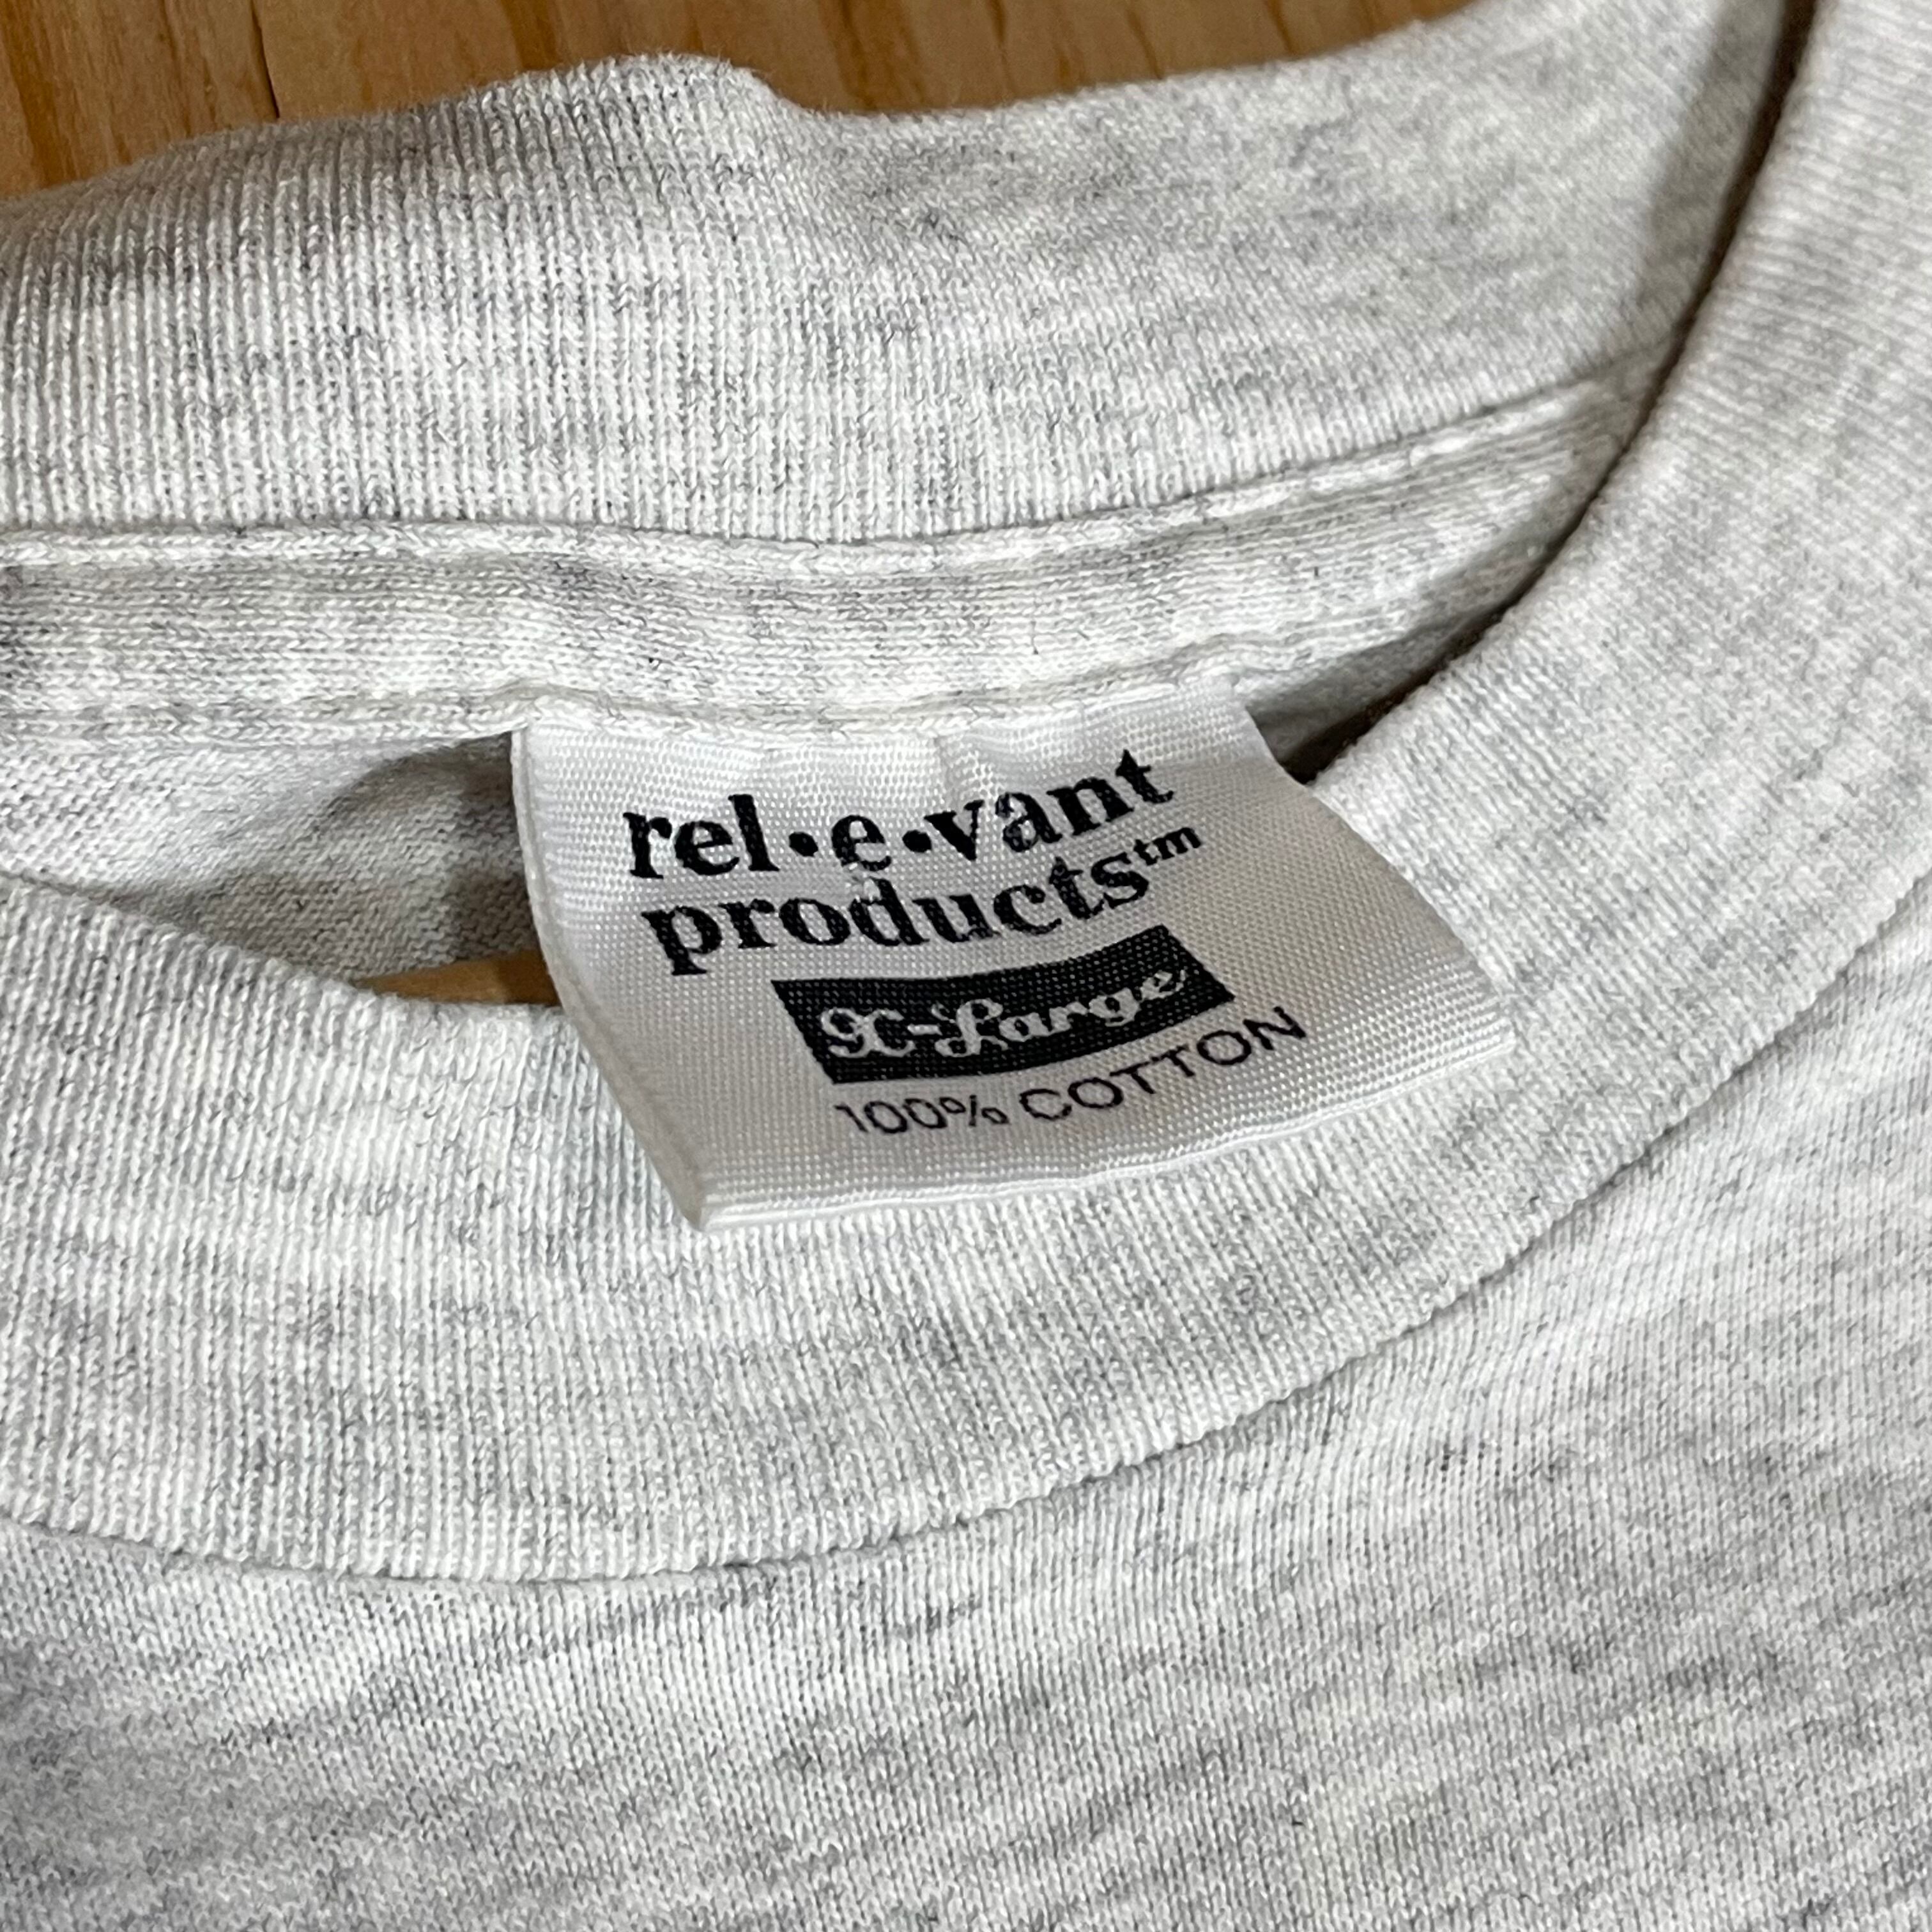 rel•e•vant
products™
X-Large
100% COTTON